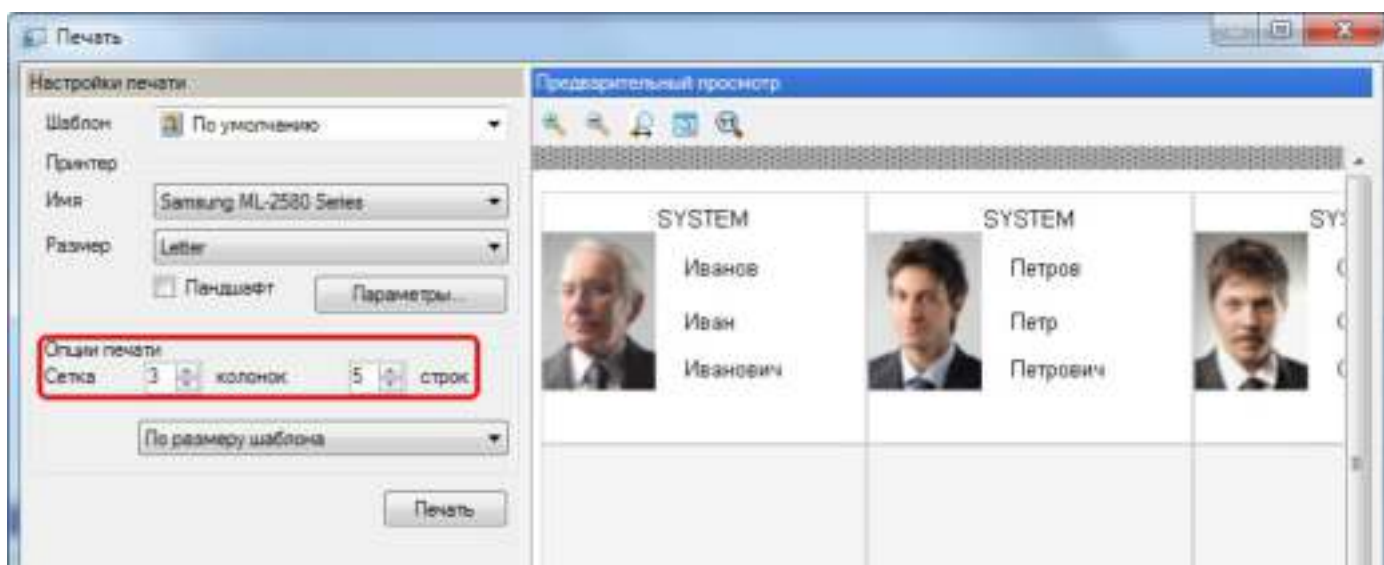 Печать
Настройки печати
Шаблон По умолчанию
Принтер
Имя Samsung ML-2580 Series
Размер Letter
Ландшафт Параметры...
Опции печати
Сетка 3 колонок 5 строк
По размеру шаблона
Печать
Предварительный просмотр
SYSTEM
Иванов
Иван
Иванович
SYSTEM
Петров
Петр
Петрович